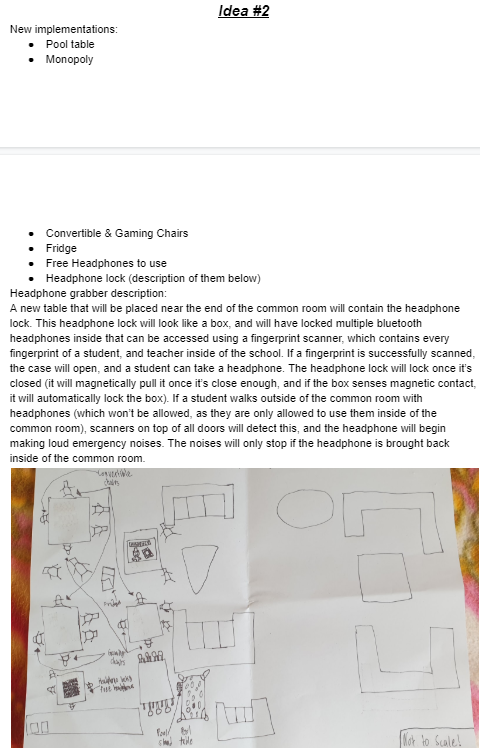 Idea #2
New implementations:
• Pool table
• Monopoly
• Convertible & Gaming Chairs
• Fridge
• Free Headphones to use
• Headphone lock (description of them below)
Headphone grabber description:
A new table that will be placed near the end of the common room will contain the headphone
lock. This headphone lock will look like a box, and will have locked multiple bluetooth
headphones inside that can be accessed using a fingerprint scanner, which contains every
fingerprint of a student, and teacher inside of the school. If a fingerprint is successfully scanned,
the case will open, and a student can take a headphone. The headphone lock will lock once it's
closed (it will magnetically pull it once it's close enough, and if the box senses magnetic contact,
it will automatically lock the box). If a student walks outside of the common room with
headphones (which won't be allowed, as they are only allowed to use them inside of the
common room), scanners on top of all doors will detect this, and the headphone will begin
making loud emergency noises. The noises will only stop if the headphone is brought back
inside of the common room.
Convertible
chairs
Fridge
chairs
Headphone
Free
Pool
table
Not to Scale!